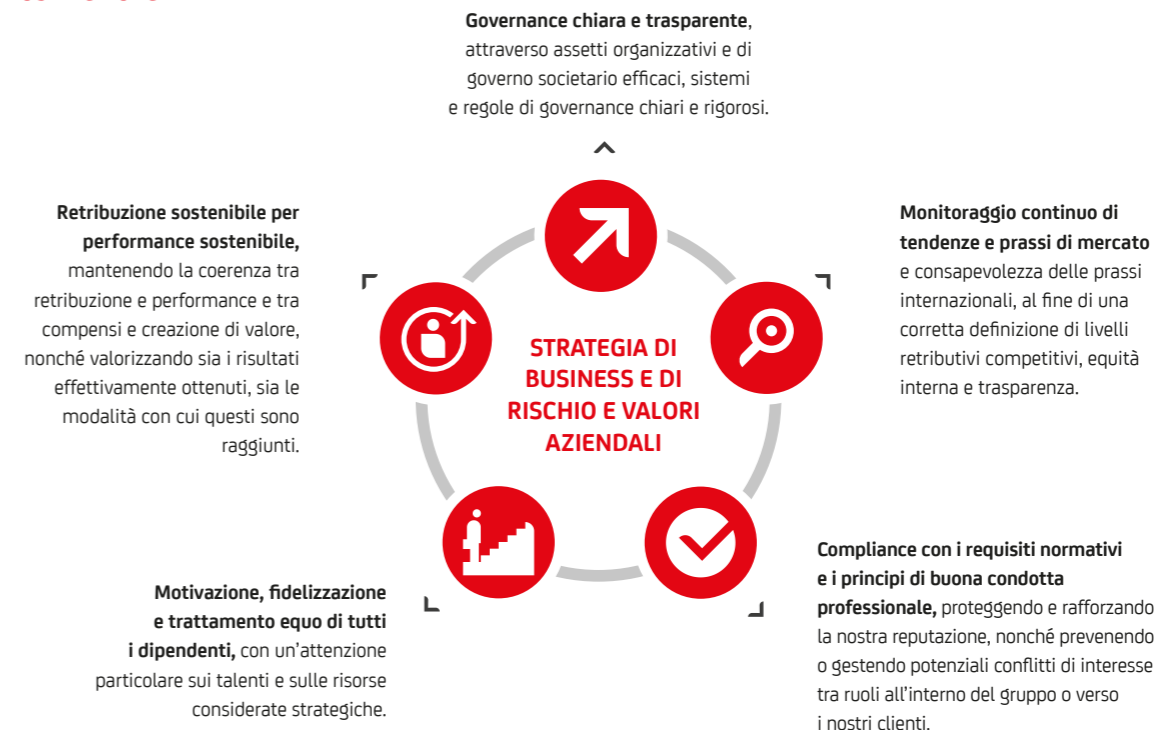 Governance chiara e trasparente,
attraverso assetti organizzativi e di
governo societario efficaci, sistemi
e regole di governance chiari e rigorosi.
Retribuzione sostenibile per
performance sostenibile,
mantenendo la coerenza tra
retribuzione e performance e tra
compensi e creazione di valore,
nonché valorizzando sia i risultati
effettivamente ottenuti, sia le
modalità con cui questi sono
raggiunti.
Monitoraggio continuo di
tendenze e prassi di mercato
e consapevolezza delle prassi
internazionali, al fine di una
corretta definizione di livelli
retributivi competitivi, equità
interna e trasparenza.
STRATEGIA DI
BUSINESS E DI
RISCHIO E VALORI
AZIENDALI
Motivazione, fidelizzazione
e trattamento equo di tutti
i dipendenti, con un'attenzione
particolare sui talenti e sulle risorse
considerate strategiche.
Compliance con i requisiti normativi
e i principi di buona condotta
professionale, proteggendo e rafforzando
la nostra reputazione, nonché prevenendo
o gestendo potenziali conflitti di interesse
tra ruoli all'interno del gruppo o verso
i nostri clienti.